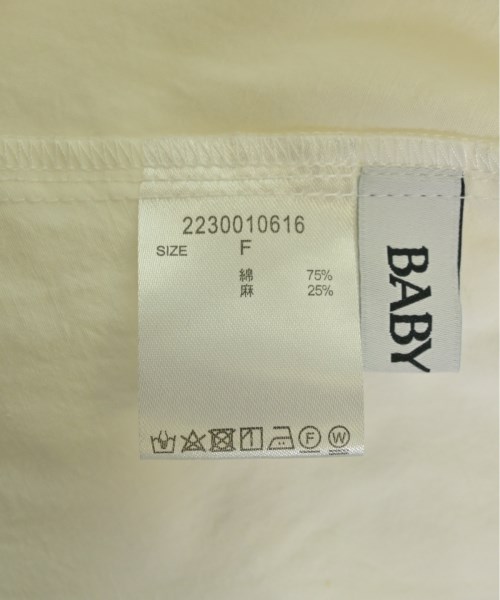 2230010616
SIZE F
綿 75%
麻 25%
F W
BABY